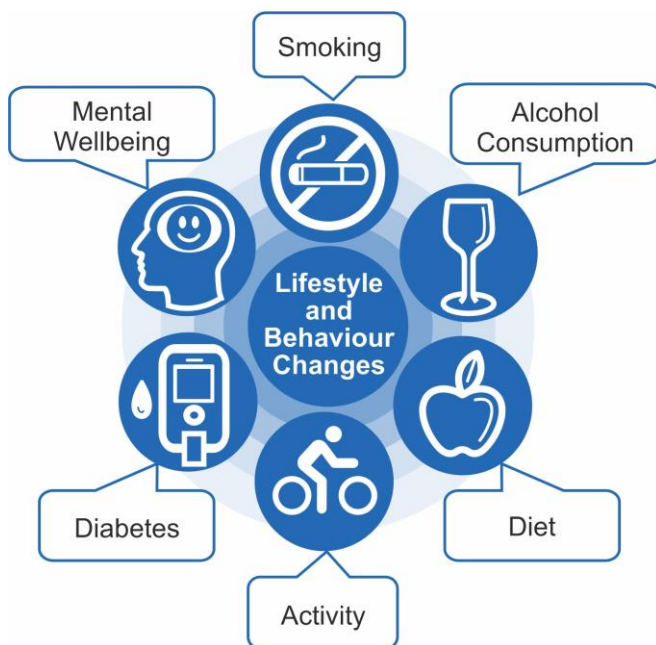 Smoking
Mental
Wellbeing
Alcohol
Consumption
Lifestyle
and
Behaviour
Changes
Diabetes
Diet
Activity